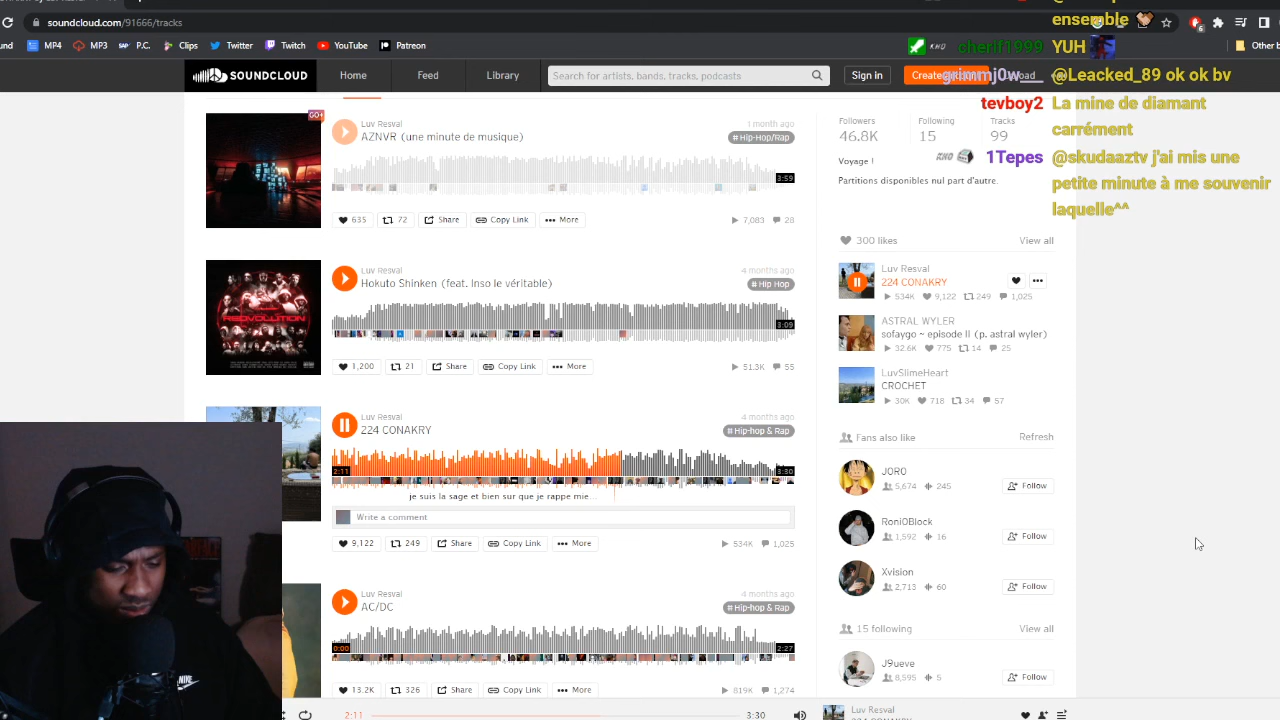 soundcloud.com/91666/tracks
ensemble
und MP4 MP3 P.C. Clips Twitter Twitch YouTube Patreon
Other b
cherif1999 YUH
SOUNDCLOUD Home Feed Library Search for artists, bands, tracks, podcasts Sign in
@Leacked_89 ok ok bv
tevboy2 La mine de diamant
carrément
1Tepes @skudaaztv j'ai mis une
petite minute à me souvenir
laquelle^^
GO+
Luv Resval 1 month ago
AZNVR (une minute de musique) # Hip-Hop/Rap
3:59
635 72 Share Copy Link More 7,083 28
Luv Resval 4 months ago
Hokuto Shinken (feat. Inso le véritable) # Hip Hop
REDVOLUTION
3:09
1,200 21 Share Copy Link More 51.3K 55
Luv Resval 4 months ago
224 CONAKRY # Hip-hop & Rap
2:11 3:30
je suis la sage et bien sur que je rappe mie...
Write a comment
9,122 249 Share Copy Link More 534K 1,025
Luv Resval 4 months ago
AC/DC # Hip-hop & Rap
0:00 2:27
13.2K 326 Share Copy Link More 819K 1,274
Followers Following Tracks
46.8K 15 99
Voyage !
Partitions disponibles nul part d'autre.
300 likes View all
Luv Resval
224 CONAKRY
534K 9,122 249 1,025
ASTRAL WYLER
sofaygo ~ episode II (p. astral wyler)
32.6K 775 14 25
LuvSlimeHeart
CROCHET
30K 718 34 57
Fans also like Refresh
JORO
5,674 245 Follow
Roni0Block
1,592 16 Follow
Xvision
2,713 60 Follow
15 following View all
J9ueve
8,595 5 Follow
2:11 3:30 Luv Resval
224 CONAKRY